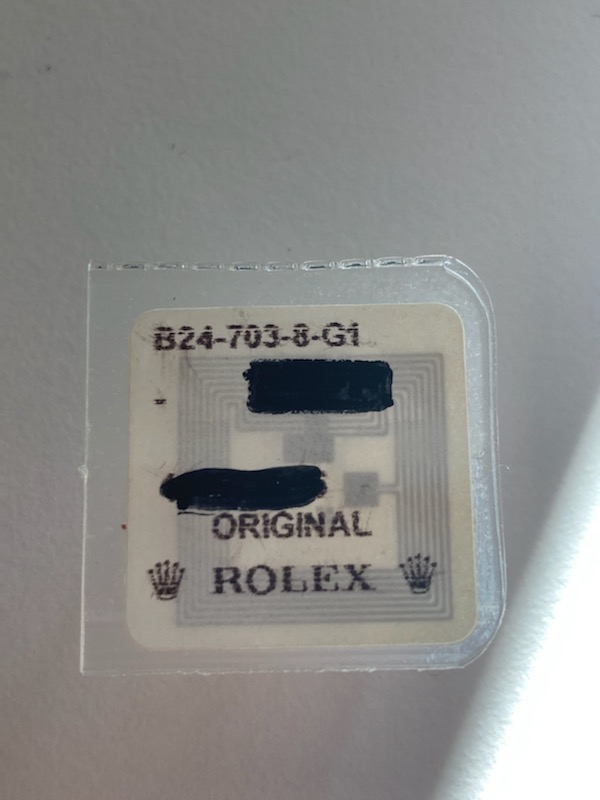 B24-703-8-G1
ORIGINAL
ROLEX